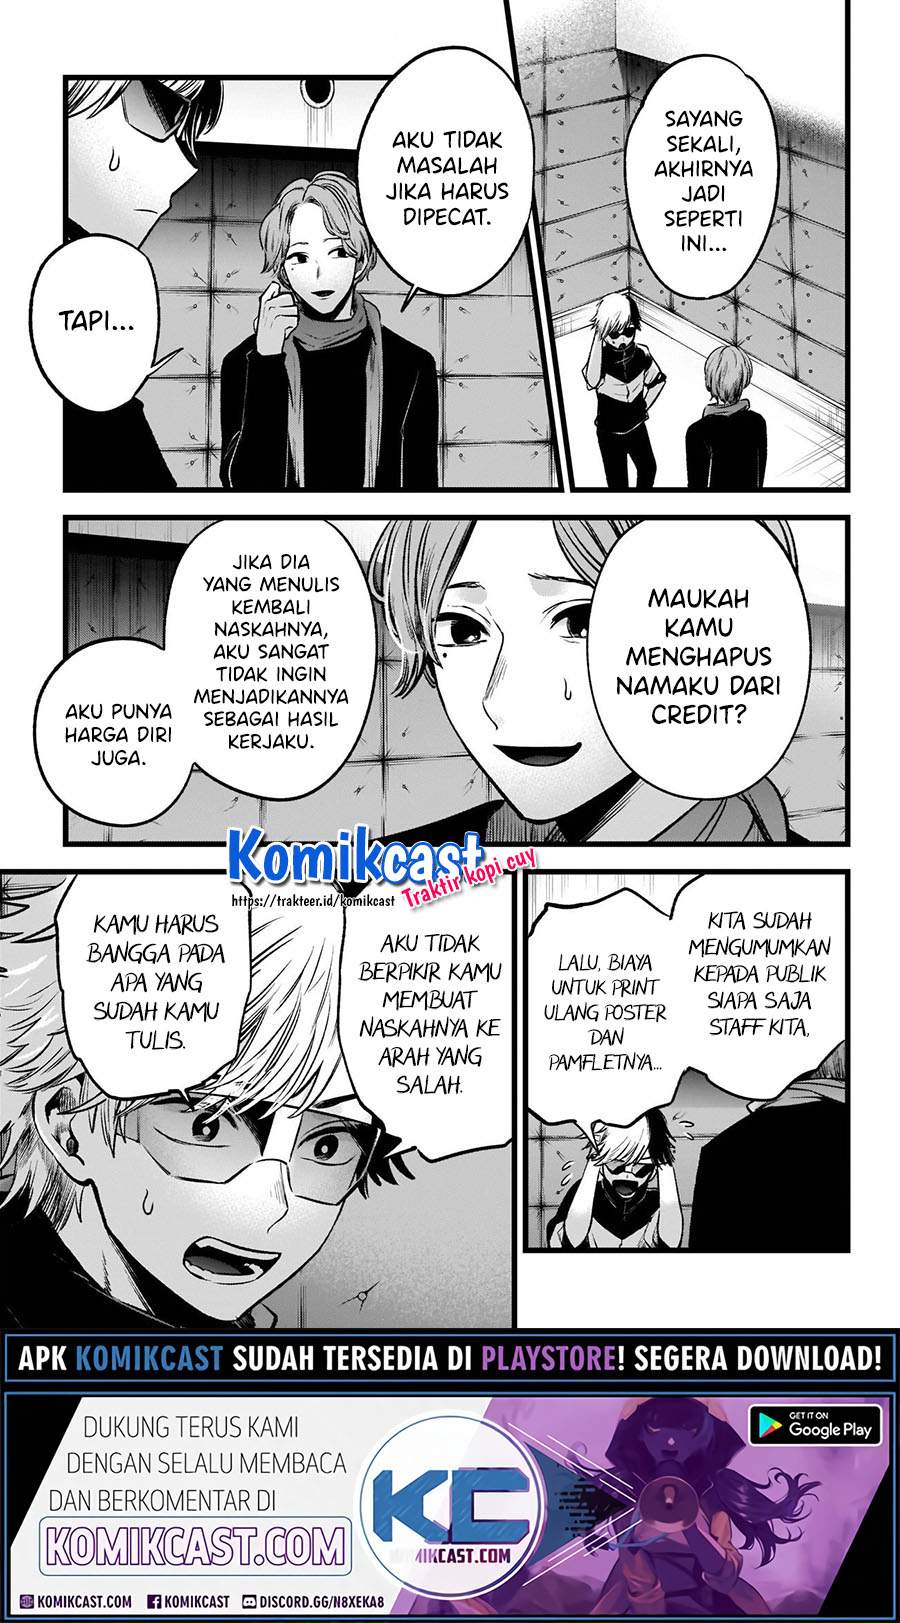 SAYANG
SEKALI,
AKHIRNYA
JADI
SEPERTI
INI...
AKU TIDAK
MASALAH
JIKA HARUS
DIPECAT.
TAPI...
MAUKAH
KAMU
MENGHAPUS
NAMAKU DARI
CREDIT?
JIKA DIA
YANG MENULIS
KEMBALI
NASKAHNYA,
AKU SANGAT
TIDAK INGIN
MENJADIKANNYA
SEBAGAI HASIL
KERJAKU.
AKU PUNYA
HARGA DIRI
JUGA.
Komikcast
Traktir kopi cuy
https://trakteer.id/komikcast
KITA SUDAH
MENGUMUMKAN
KEPADA PUBLIK
SIAPA SAJA
STAFF KITA,
LALU, BIAYA
UNTUK PRINT
ULANG POSTER
DAN
PAMFLETNYA...
AKU TIDAK
BERPIKIR KAMU
MEMBUAT
NASKAHNYA KE
ARAH YANG
SALAH.
KAMU HARUS
BANGGA PADA
APA YANG
SUDAH KAMU
TULIS.
APK KOMIKCAST SUDAH TERSEDIA DI PLAYSTORE! SEGERA DOWNLOAD!
DUKUNG TERUS KAMI
DENGAN SELALU MEMBACA
DAN BERKOMENTAR DI
KOMIKCAST.COM
KC
KOMIKCAST.COM
GET IT ON
Google Play
KOMIKCAST.COM KOMIKCAST DISCORD.GG/N8XEKA8